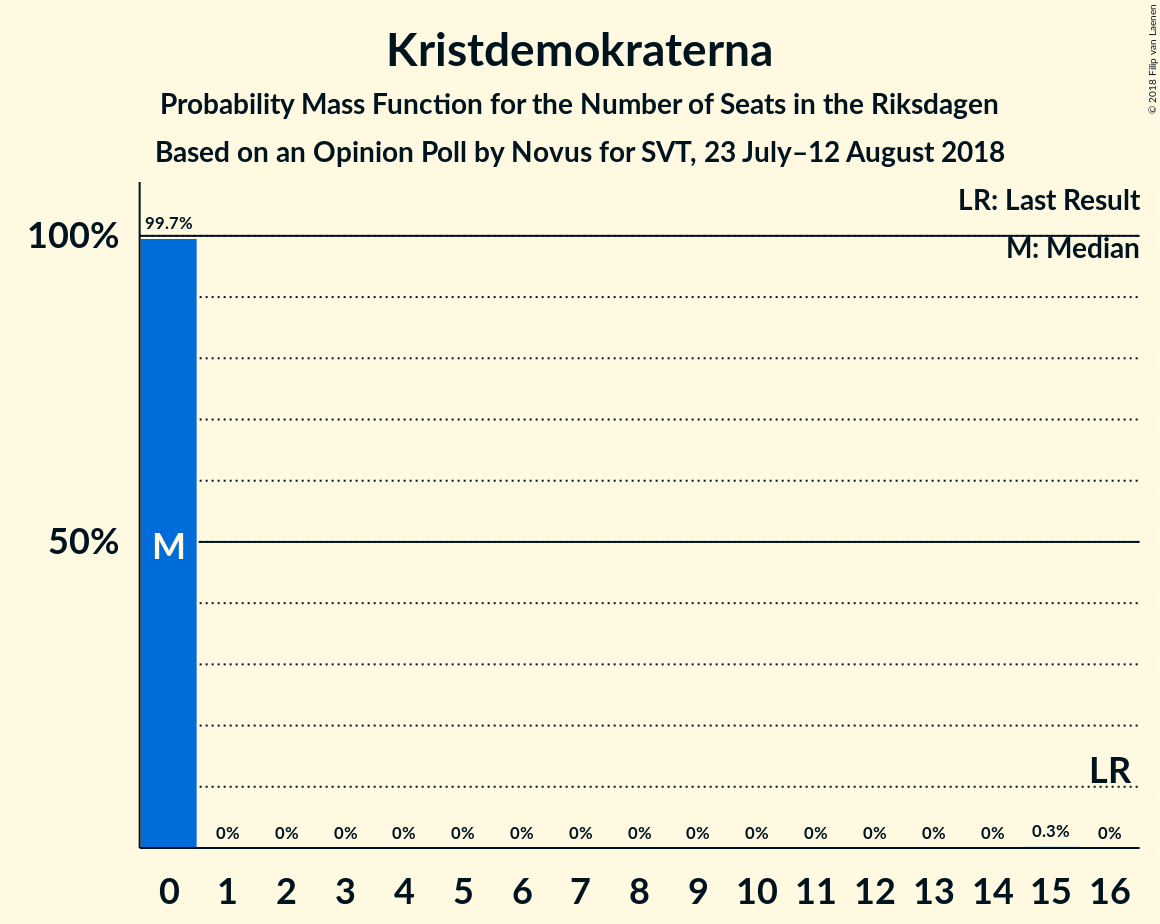 Kristdemokraterna
Probability Mass Function for the Number of Seats in the Riksdagen
Based on an Opinion Poll by Novus for SVT, 23 July–12 August 2018
© 2018 Filip van Laenen
LR: Last Result
M: Median
100%
50%
99.7%
M
0% 0% 0% 0% 0% 0% 0% 0% 0% 0% 0% 0% 0% 0% 0.3% 0%
LR
0 1 2 3 4 5 6 7 8 9 10 11 12 13 14 15 16